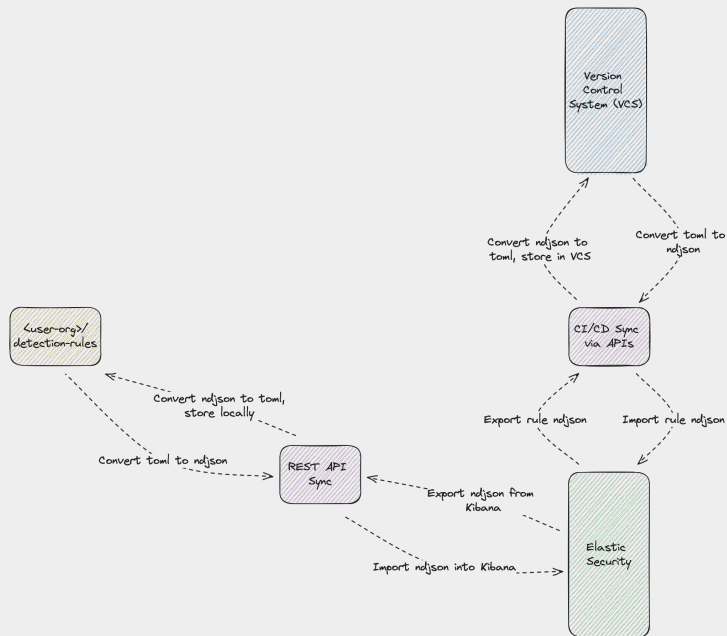 Version
Control
System (VCS)
Convert ndjson to
toml, store in VCS
Convert toml to
ndjson
<user-org>/
detection-rules
CI/CD Sync
via APIs
Convert ndjson to toml,
store locally
Export rule ndjson
Import rule ndjson
Convert toml to ndjson
REST API
Sync
Export ndjson from
Kibana
Elastic
Security
Import ndjson into Kibana